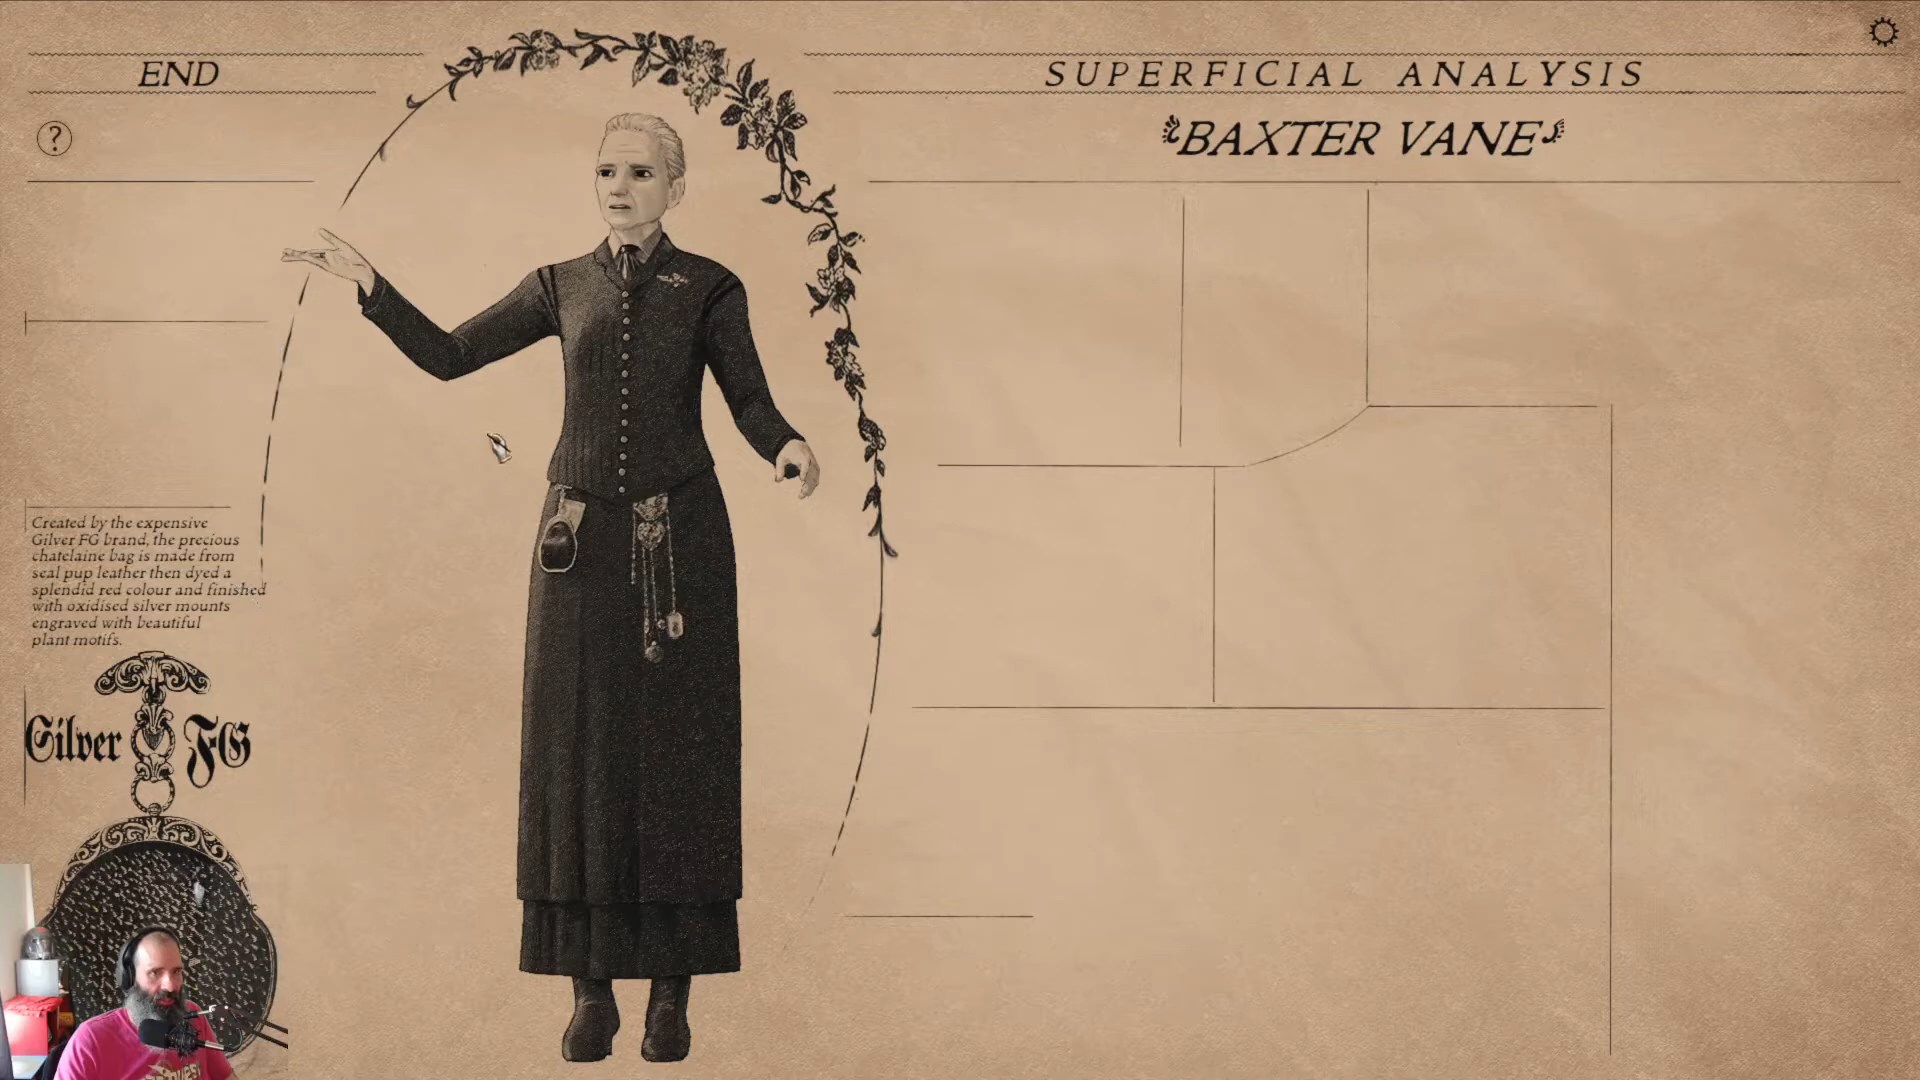 END
SUPERFICIAL ANALYSIS
?
BAXTER VANE
Created by the expensive
Gilver FG brand, the precious
chatelaine bag is made from
seal pup leather then dyed a
splendid red colour and finished
with oxidised silver mounts
engraved with beautiful
plant motifs.
Gilver FG